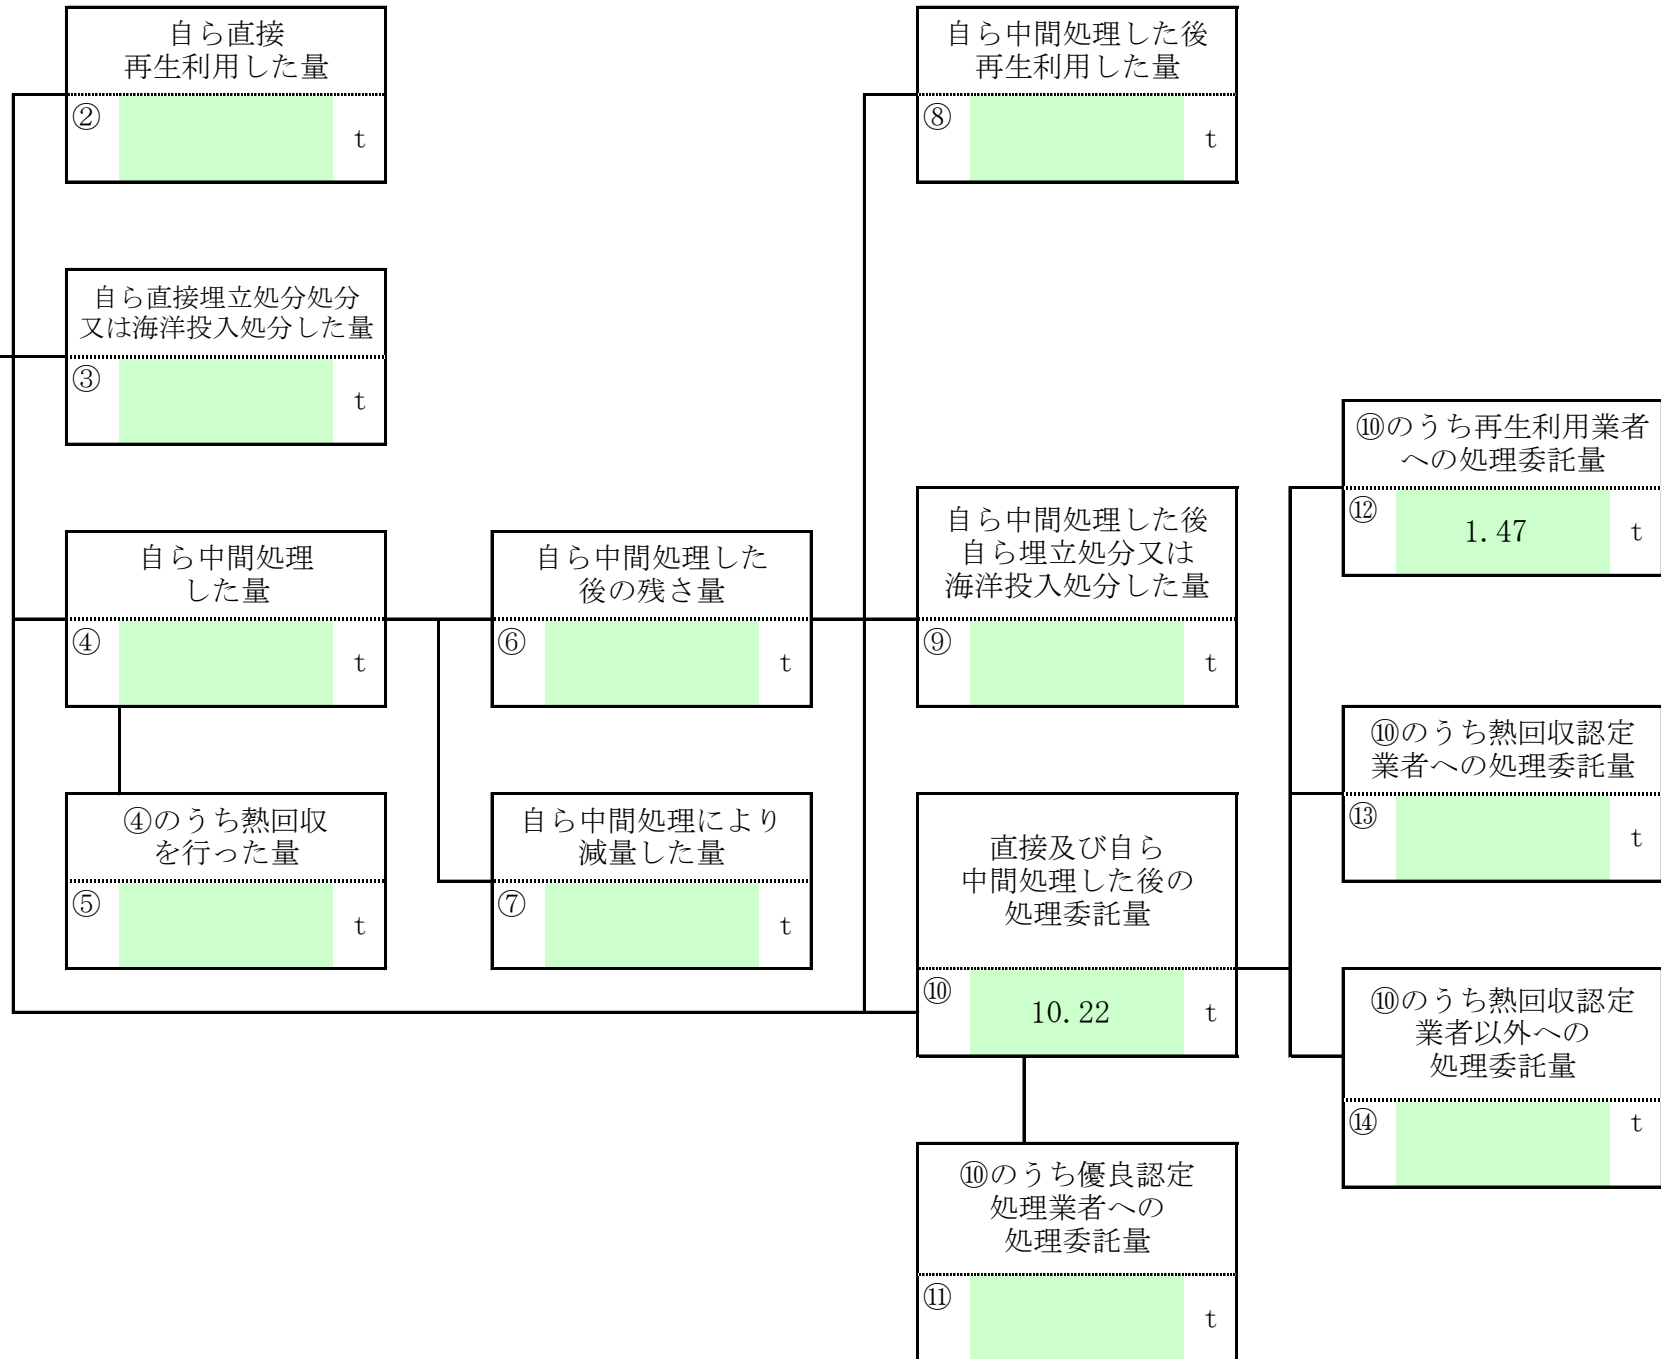 自ら直接
再生利用した量
②
t
自ら中間処理した後
再生利用した量
⑧
t
自ら直接埋立処分処分
又は海洋投入処分した量
③
t
⑩のうち再生利用業者
への処理委託量
⑫
1.47
t
自ら中間処理
した量
④
t
自ら中間処理した
後の残さ量
⑥
t
自ら中間処理した後
自ら埋立処分又は
海洋投入処分した量
⑨
t
⑩のうち熱回収認定
業者への処理委託量
⑬
t
④のうち熱回収
を行った量
⑤
t
自ら中間処理により
減量した量
⑦
t
直接及び自ら
中間処理した後の
処理委託量
⑩
10.22
t
⑩のうち熱回収認定
業者以外への
処理委託量
⑭
t
⑩のうち優良認定
処理業者への
処理委託量
⑪
t